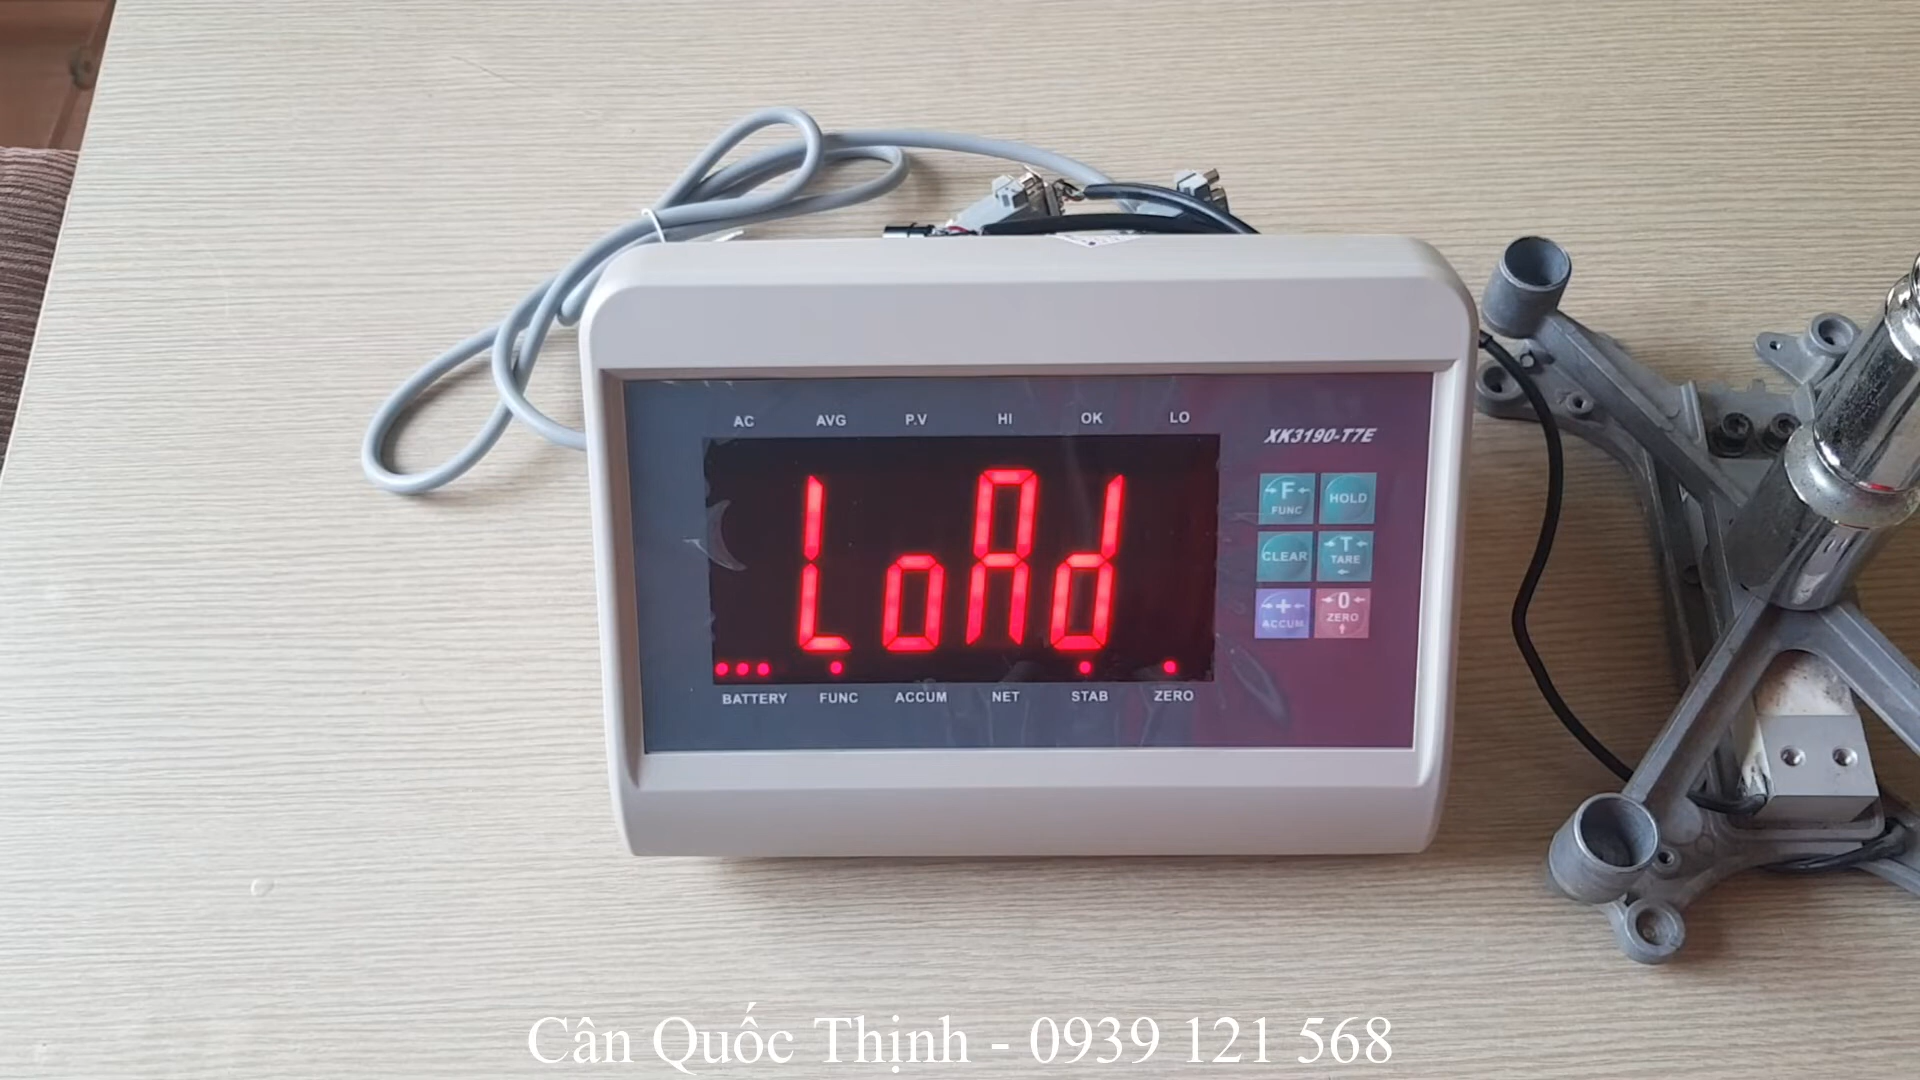 AC AVG P.V HI OK LO
XK3190-T7E
LoAd
F
FUNC
HOLD
CLEAR
T
TARE
+
ACCUM
0
ZERO
BATTERY FUNC ACCUM NET STAB ZERO
Cân Quốc Thịnh - 0939 121 568